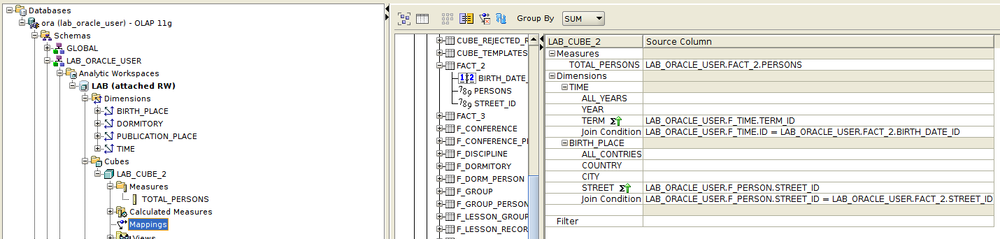 Databases
ora (lab_oracle_user) - OLAP 11g
Schemas
GLOBAL
LAB_ORACLE_USER
Analytic Workspaces
LAB (attached RW)
Dimensions
BIRTH_PLACE
DORMITORY
PUBLICATION_PLACE
TIME
Cubes
LAB_CUBE_2
Measures
TOTAL_PERSONS
Calculated Measures
Mappings
Views
Group By SUM
CUBE_REJECTED_R
CUBE_TEMPLATES
FACT_2
BIRTH_DATE_
PERSONS
STREET_ID
FACT_3
F_CONFERENCE
F_CONFERENCE_P
F_DISCIPLINE
F_DORMITORY
F_DORM_PERSON
F_GROUP
F_GROUP_PERSON
F_LESSON_GROUP
F_LESSON_RECOR
LAB_CUBE_2 Source Column
Measures
TOTAL_PERSONS LAB_ORACLE_USER.FACT_2.PERSONS
Dimensions
TIME
ALL_YEARS
YEAR
TERM LAB_ORACLE_USER.F_TIME.TERM_ID
Join Condition LAB_ORACLE_USER.F_TIME.ID = LAB_ORACLE_USER.FACT_2.BIRTH_DATE_ID
BIRTH_PLACE
ALL_CONTRIES
COUNTRY
CITY
STREET LAB_ORACLE_USER.F_PERSON.STREET_ID
Join Condition LAB_ORACLE_USER.F_PERSON.STREET_ID = LAB_ORACLE_USER.FACT_2.STREET_ID
Filter